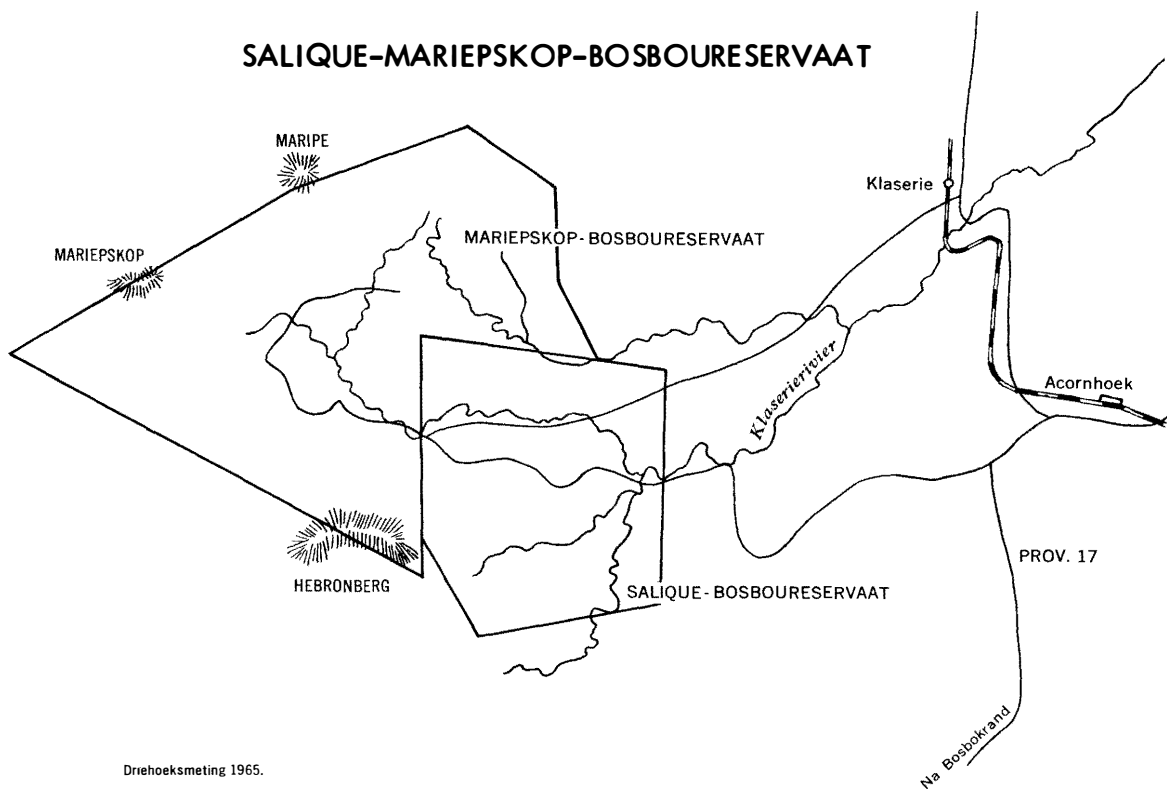 SALIQUE-MARIEPSKOP-BOSBOURESERVAAT
MARIPE
Klaserie
MARIEPSKOP-BOSBOURESERVAAT
MARIEPSKOP
Klaserierivier
Acornhoek
PROV. 17
HEBRONBERG
SALIQUE-BOSBOURESERVAAT
Na Bosbokrand
Driehoeksmeting 1965.